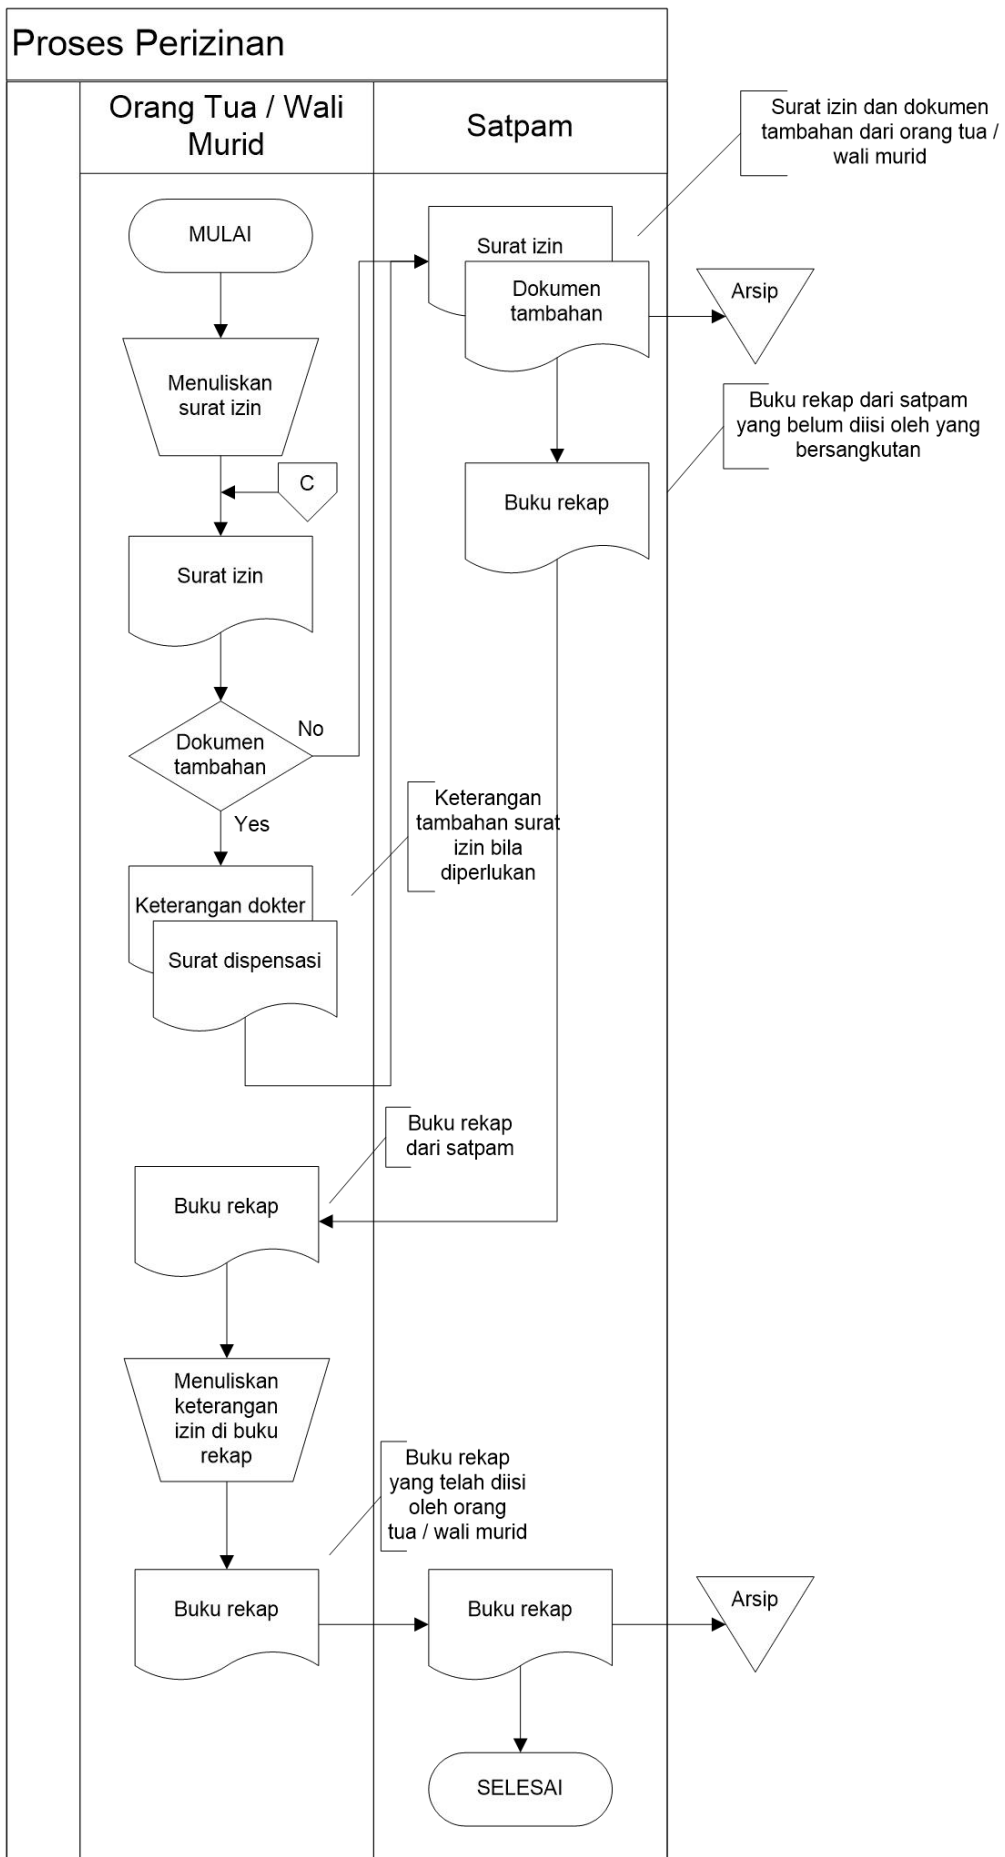 Proses Perizinan
Orang Tua / Wali
Murid
Satpam
Surat izin dan dokumen
tambahan dari orang tua /
wali murid
MULAI
Surat izin
Dokumen
tambahan
Arsip
Menuliskan
surat izin
Buku rekap dari satpam
yang belum diisi oleh yang
bersangkutan
C
Buku rekap
Surat izin
No
Dokumen
tambahan
Yes
Keterangan
tambahan surat
izin bila
diperlukan
Keterangan dokter
Surat dispensasi
Buku rekap
dari satpam
Buku rekap
Menuliskan
keterangan
izin di buku
rekap
Buku rekap
yang telah diisi
oleh orang
tua / wali murid
Buku rekap
Buku rekap
Arsip
SELESAI